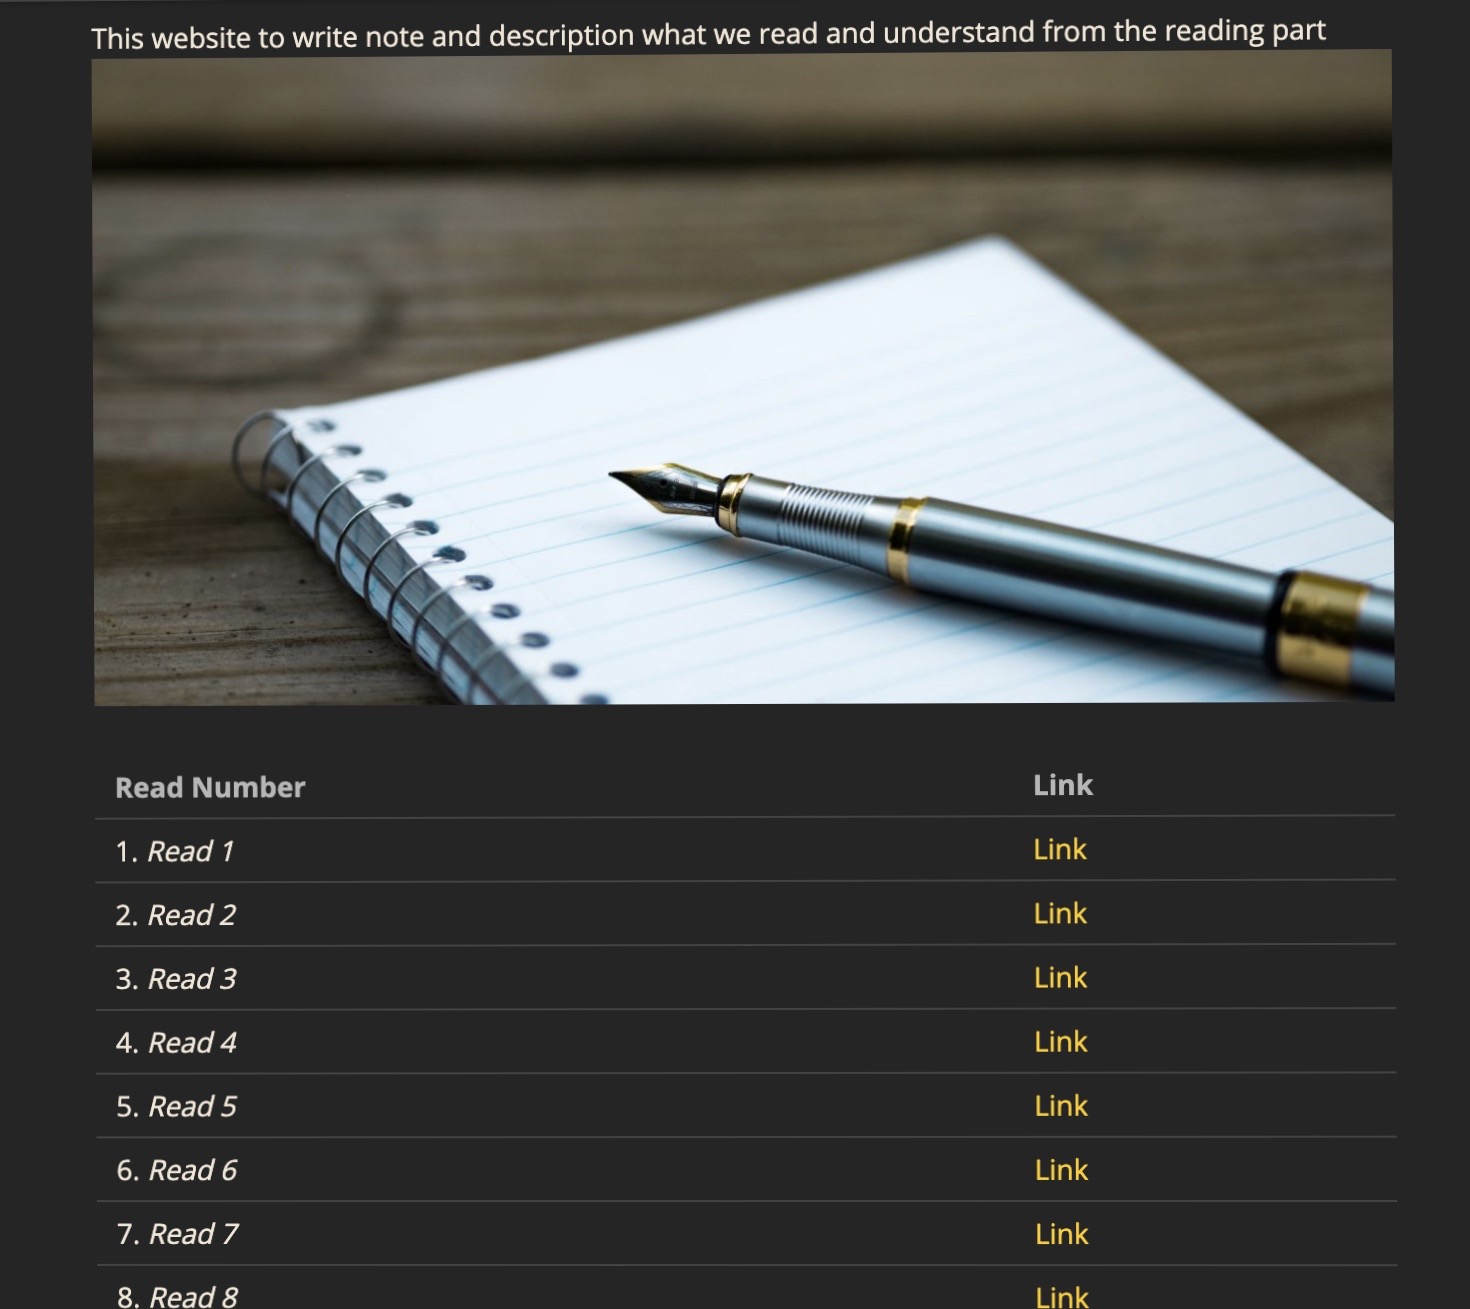 This website to write note and description what we read and understand from the reading part
Read Number Link
1. Read 1 Link
2. Read 2 Link
3. Read 3 Link
4. Read 4 Link
5. Read 5 Link
6. Read 6 Link
7. Read 7 Link
8. Read 8 Link